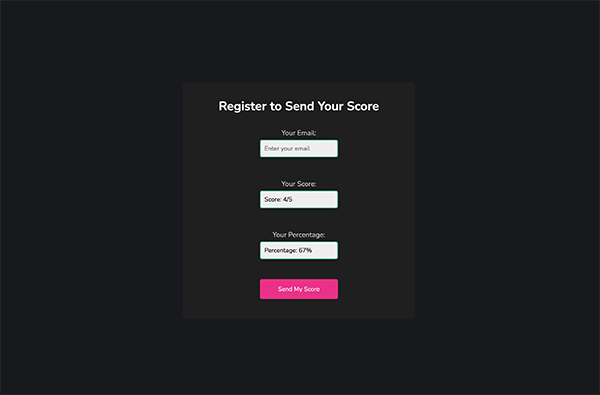 Register to Send Your Score
Your Email:
Enter your email
Your Score:
Score: 4/5
Your Percentage:
Percentage: 67%
Send My Score